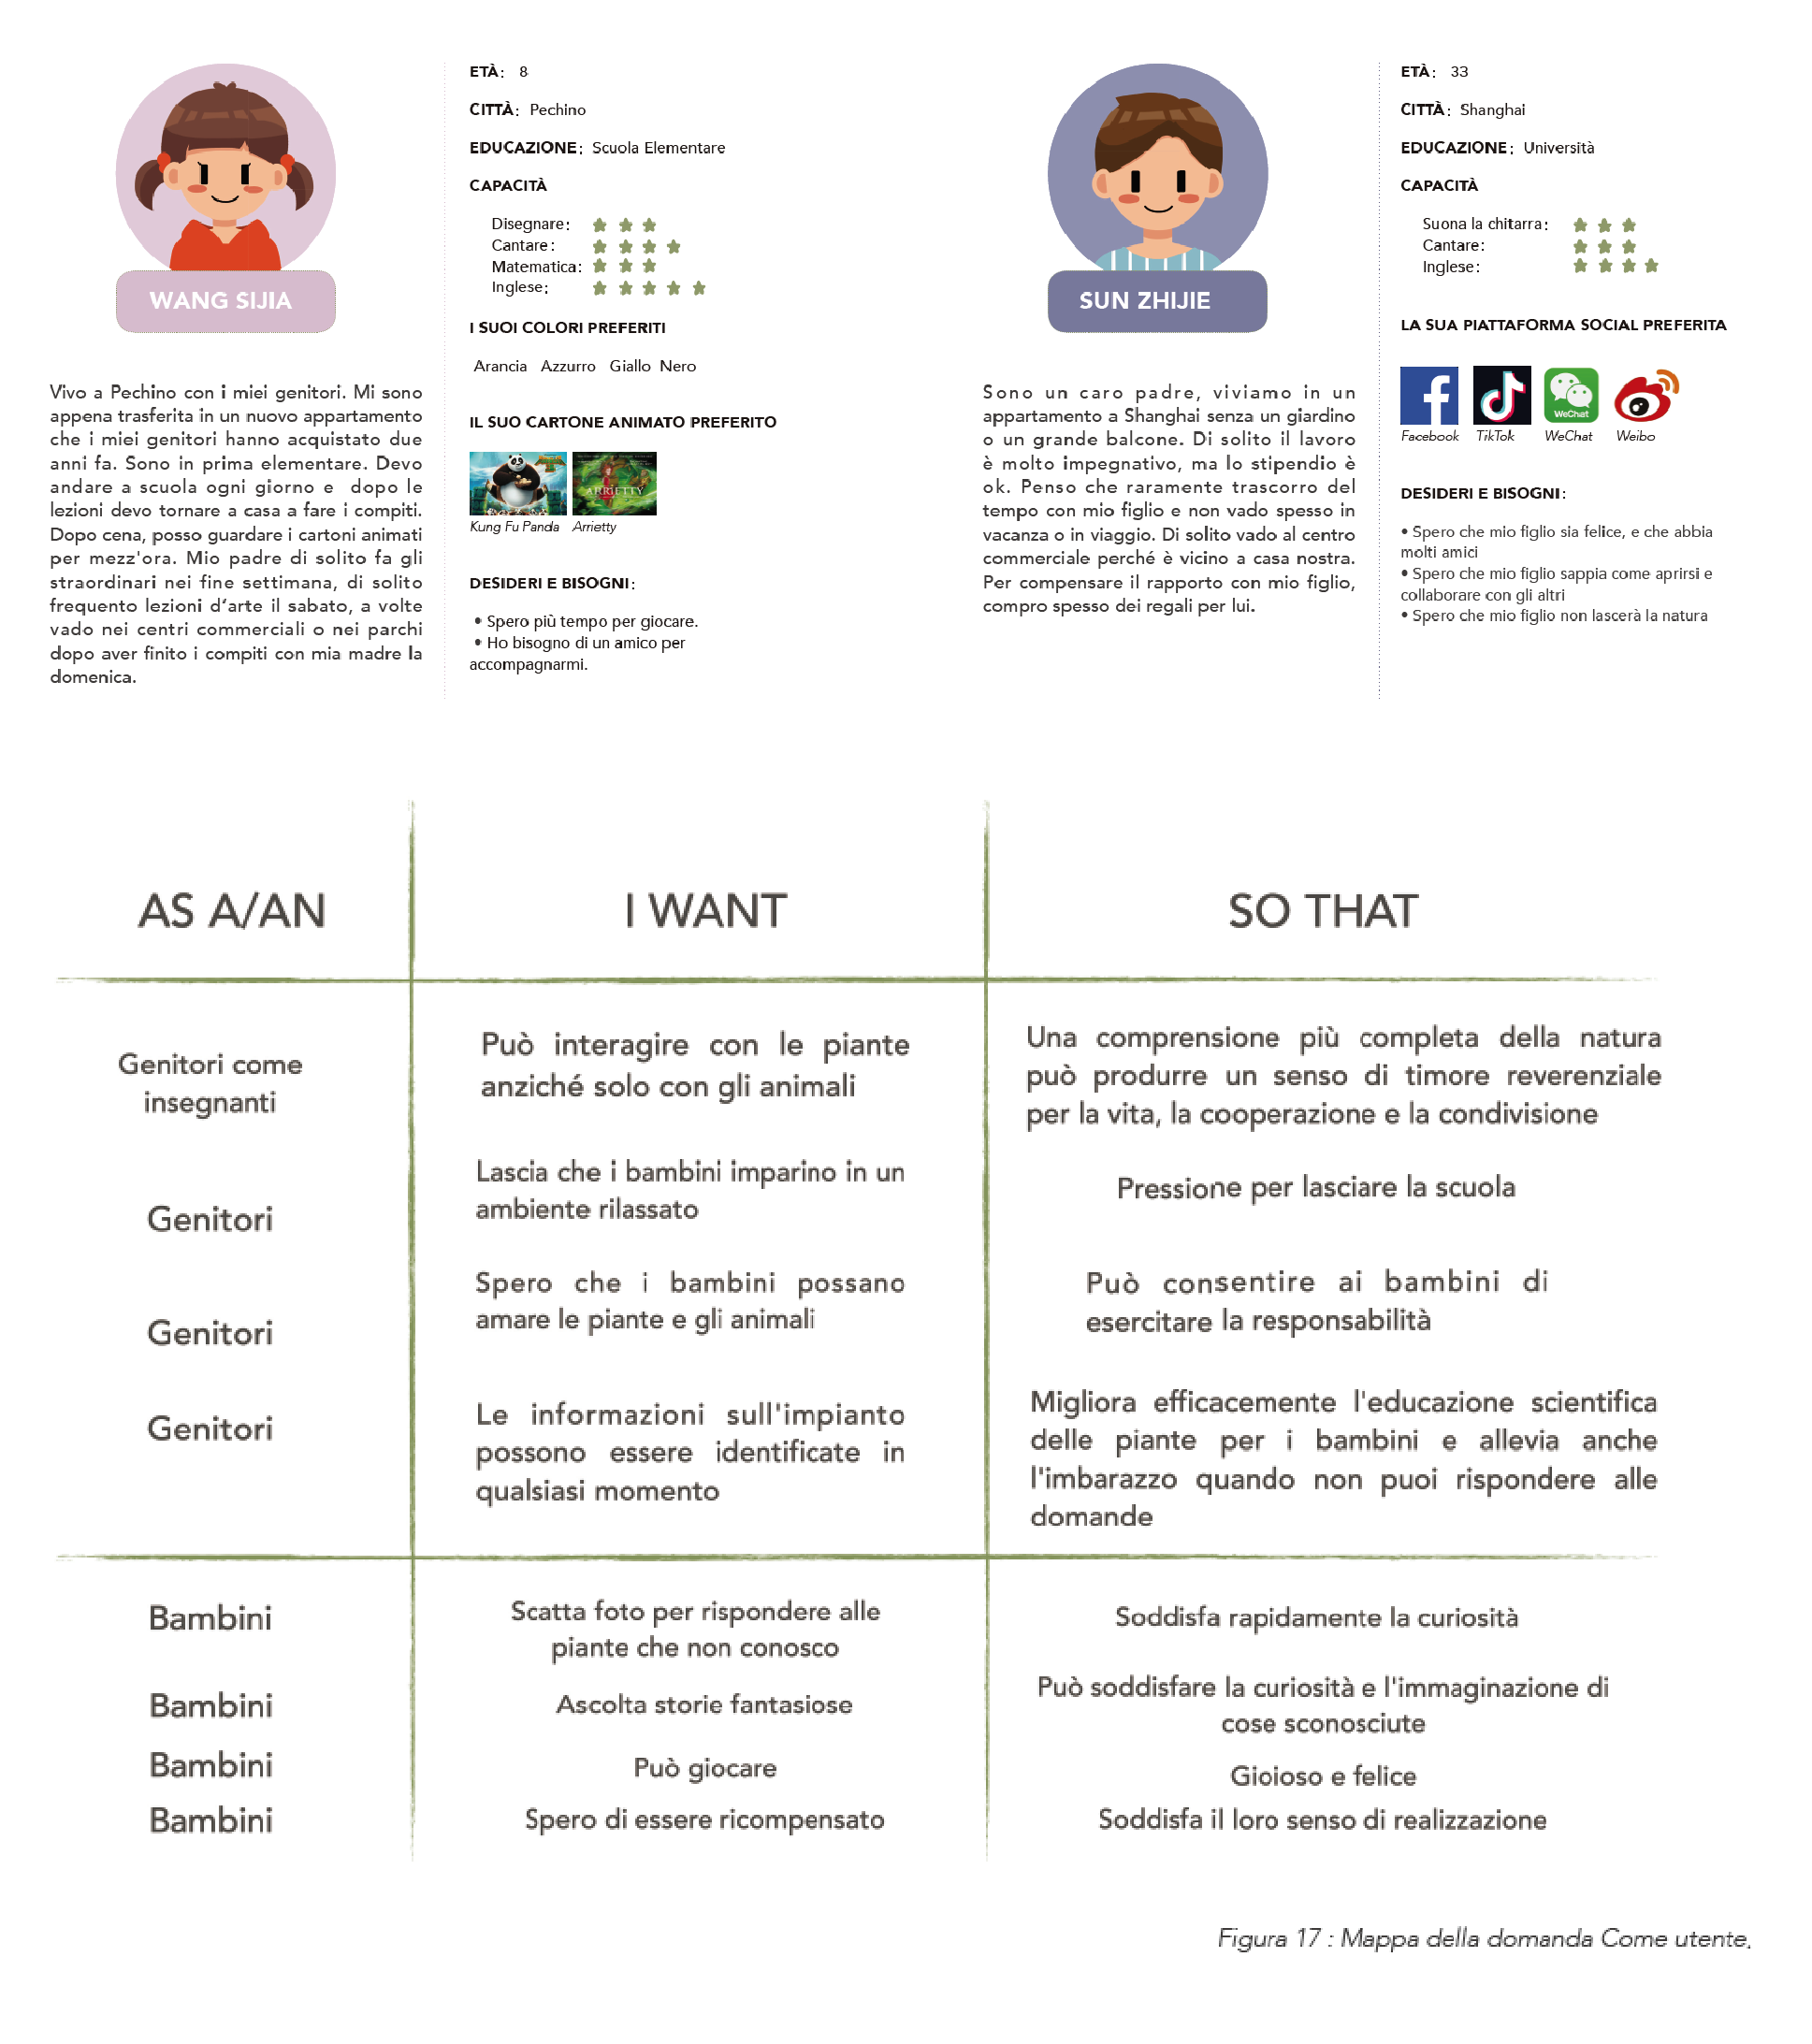 WANG SIJIA
Vivo a Pechino con i miei genitori. Mi sono
appena trasferita in un nuovo appartamento
che i miei genitori hanno acquistato due
anni fa. Sono in prima elementare. Devo
andare a scuola ogni giorno e dopo le
lezioni devo tornare a casa a fare i compiti.
Dopo cena, posso guardare i cartoni animati
per mezz'ora. Mio padre di solito fa gli
straordinari nei fine settimana, di solito
frequento lezioni d'arte il sabato, a volte
vado nei centri commerciali o nei parchi
dopo aver finito i compiti con mia madre la
domenica.
ETÀ: 8
CITTÀ: Pechino
EDUCAZIONE: Scuola Elementare
CAPACITÀ
Disegnare:
Cantare:
Matematica:
Inglese:
I SUOI COLORI PREFERITI
Arancia Azzurro Giallo Nero
IL SUO CARTONE ANIMATO PREFERITO
ARRIETTY
Kung Fu Panda Arrietty
DESIDERI E BISOGNI:
• Spero più tempo per giocare.
• Ho bisogno di un amico per
accompagnarmi.
SUN ZHIJIE
Sono un caro padre, viviamo in un
appartamento a Shanghai senza un giardino
o un grande balcone. Di solito il lavoro
è molto impegnativo, ma lo stipendio è
ok. Penso che raramente trascorro del
tempo con mio figlio e non vado spesso in
vacanza o in viaggio. Di solito vado al centro
commerciale perché è vicino a casa nostra.
Per compensare il rapporto con mio figlio,
compro spesso dei regali per lui.
ETÀ: 33
CITTÀ: Shanghai
EDUCAZIONE: Università
CAPACITÀ
Suona la chitarra:
Cantare:
Inglese:
LA SUA PIATTAFORMA SOCIAL PREFERITA
WeChat
Facebook TikTok WeChat Weibo
DESIDERI E BISOGNI:
• Spero che mio figlio sia felice, e che abbia
molti amici
• Spero che mio figlio sappia come aprirsi e
collaborare con gli altri
• Spero che mio figlio non lascerà la natura
AS A/AN
I WANT
SO THAT
Genitori come
insegnanti
Può interagire con le piante
anziché solo con gli animali
Una comprensione più completa della natura
può produrre un senso di timore reverenziale
per la vita, la cooperazione e la condivisione
Genitori
Lascia che i bambini imparino in un
ambiente rilassato
Pressione per lasciare la scuola
Genitori
Spero che i bambini possano
amare le piante e gli animali
Può consentire ai bambini di
esercitare la responsabilità
Genitori
Le informazioni sull'impianto
possono essere identificate in
qualsiasi momento
Migliora efficacemente l'educazione scientifica
delle piante per i bambini e allevia anche
l'imbarazzo quando non puoi rispondere alle
domande
Bambini
Scatta foto per rispondere alle
piante che non conosco
Soddisfa rapidamente la curiosità
Bambini
Ascolta storie fantasiose
Può soddisfare la curiosità e l'immaginazione di
cose sconosciute
Bambini
Può giocare
Gioioso e felice
Bambini
Spero di essere ricompensato
Soddisfa il loro senso di realizzazione
Figura 17 : Mappa della domanda Come utente.